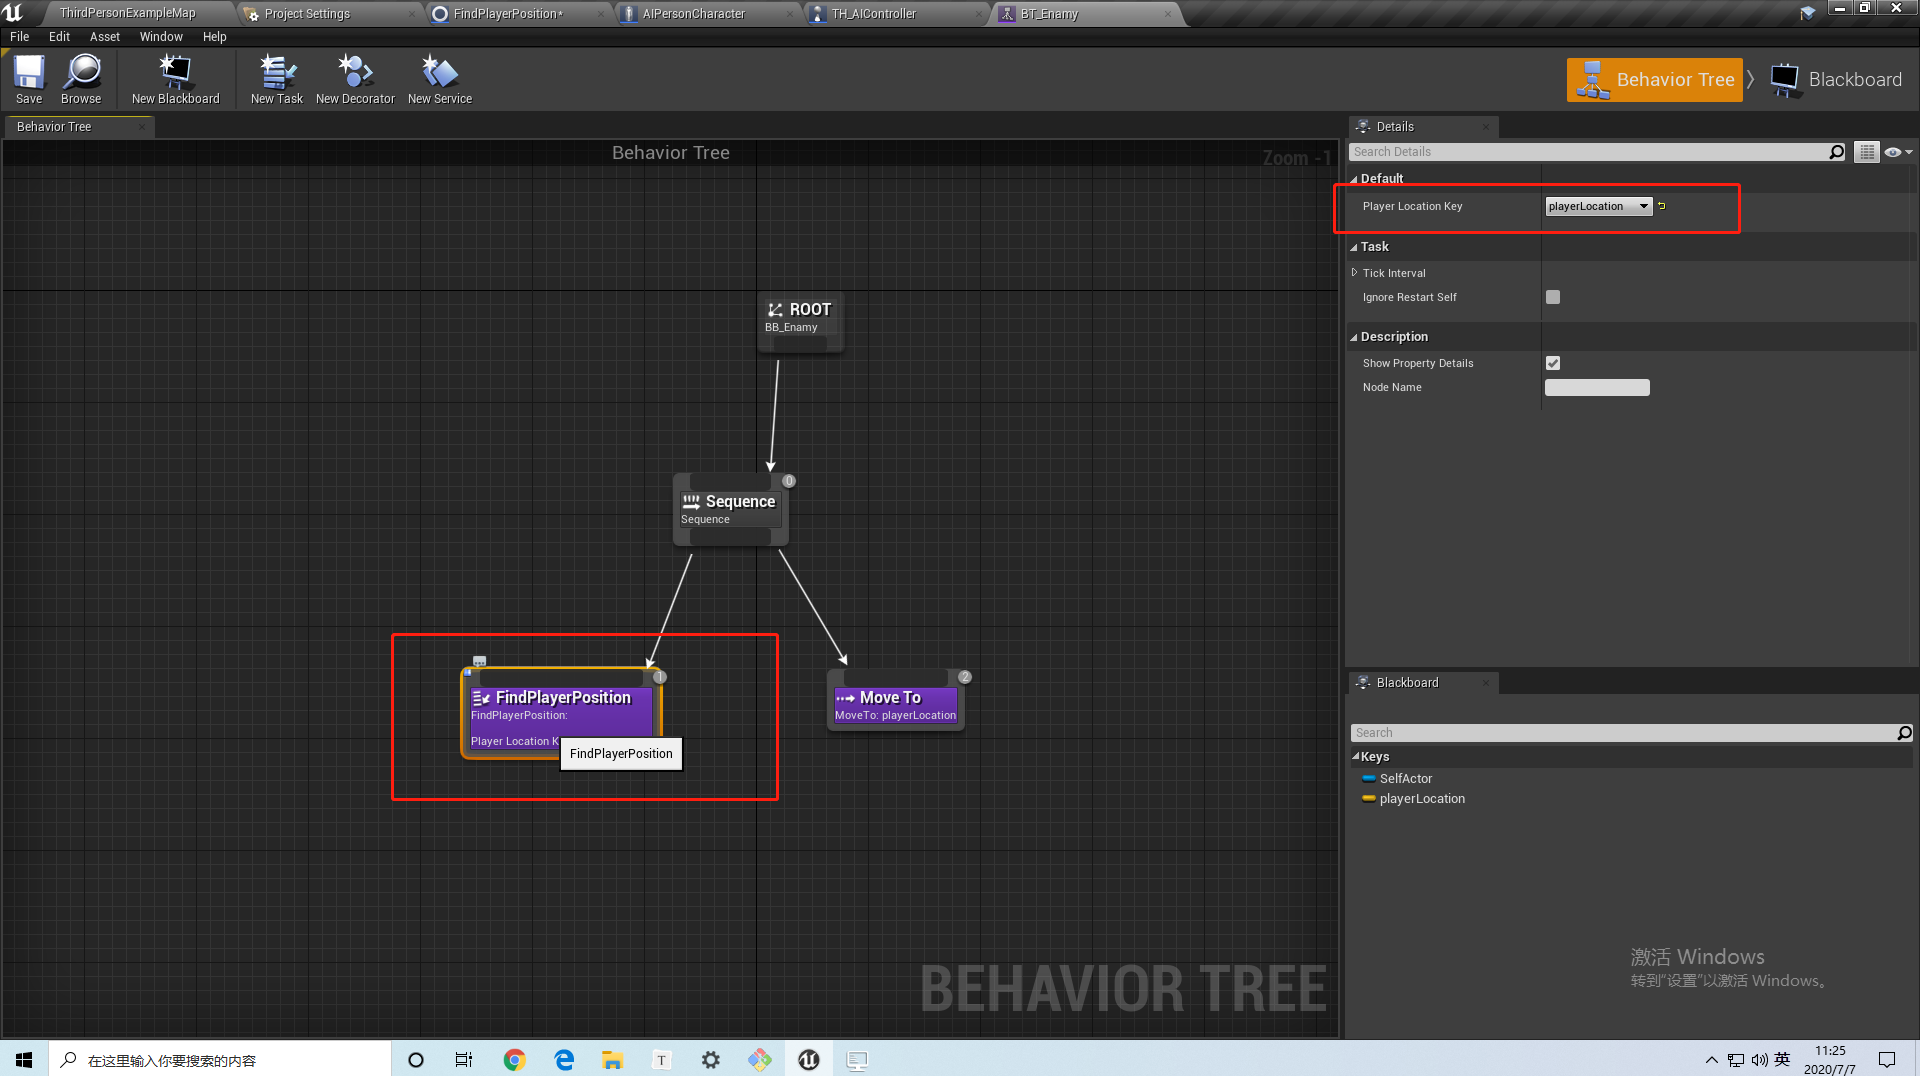 ThirdPersonExampleMap
Project Settings
FindPlayerPosition*
AIPersonCharacter
TH_AIController
BT_Enamy
File Edit Asset Window Help
Save
Browse
New Blackboard
New Task
New Decorator
New Service
Behavior Tree
Blackboard
Behavior Tree
Behavior Tree
Zoom -1
ROOT
BB_Enamy
0
Sequence
Sequence
1
FindPlayerPosition
FindPlayerPosition:
Player Location K
FindPlayerPosition
2
Move To
MoveTo: playerLocation
BEHAVIOR TREE
Details
Search Details
Default
Player Location Key
playerLocation
Task
Tick Interval
Ignore Restart Self
Description
Show Property Details
Node Name
Blackboard
Search
Keys
SelfActor
playerLocation
激活 Windows
转到"设置"以激活 Windows。
在这里输入你要搜索的内容
T
英
11:25
2020/7/7